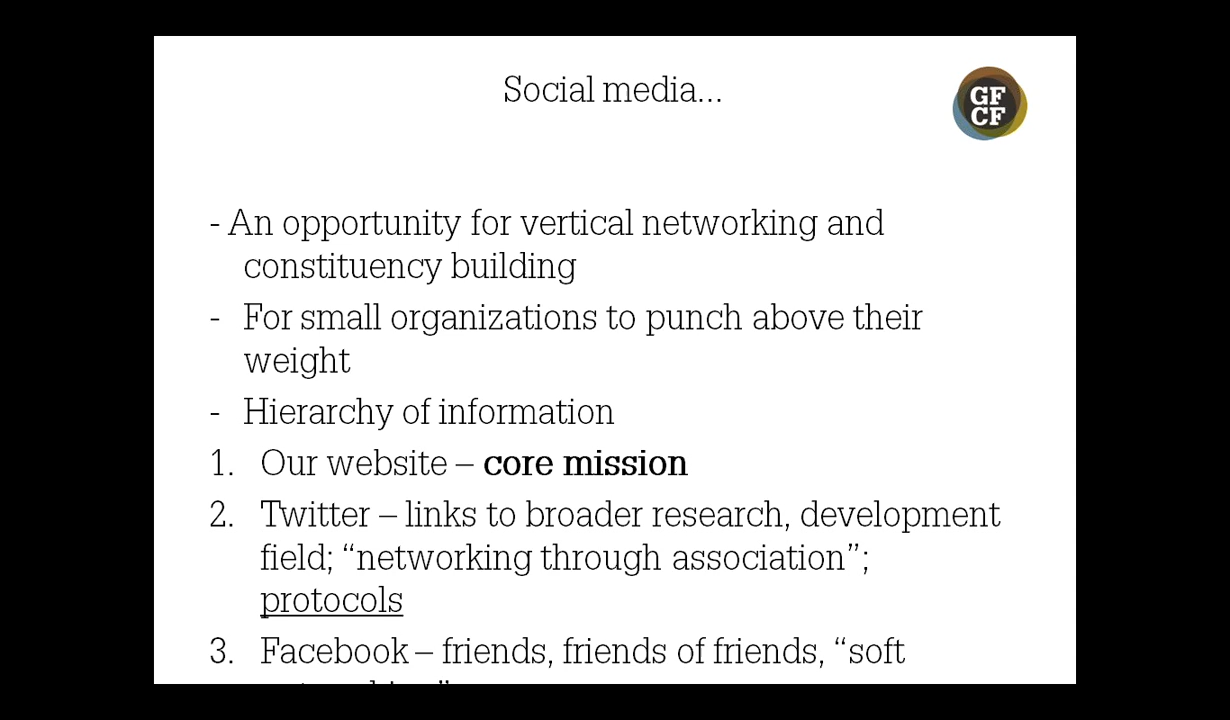 Social media...
GF
CF
- An opportunity for vertical networking and
constituency building
- For small organizations to punch above their
weight
- Hierarchy of information
1. Our website – core mission
2. Twitter – links to broader research, development
field; “networking through association”;
protocols
3. Facebook – friends, friends of friends, “soft